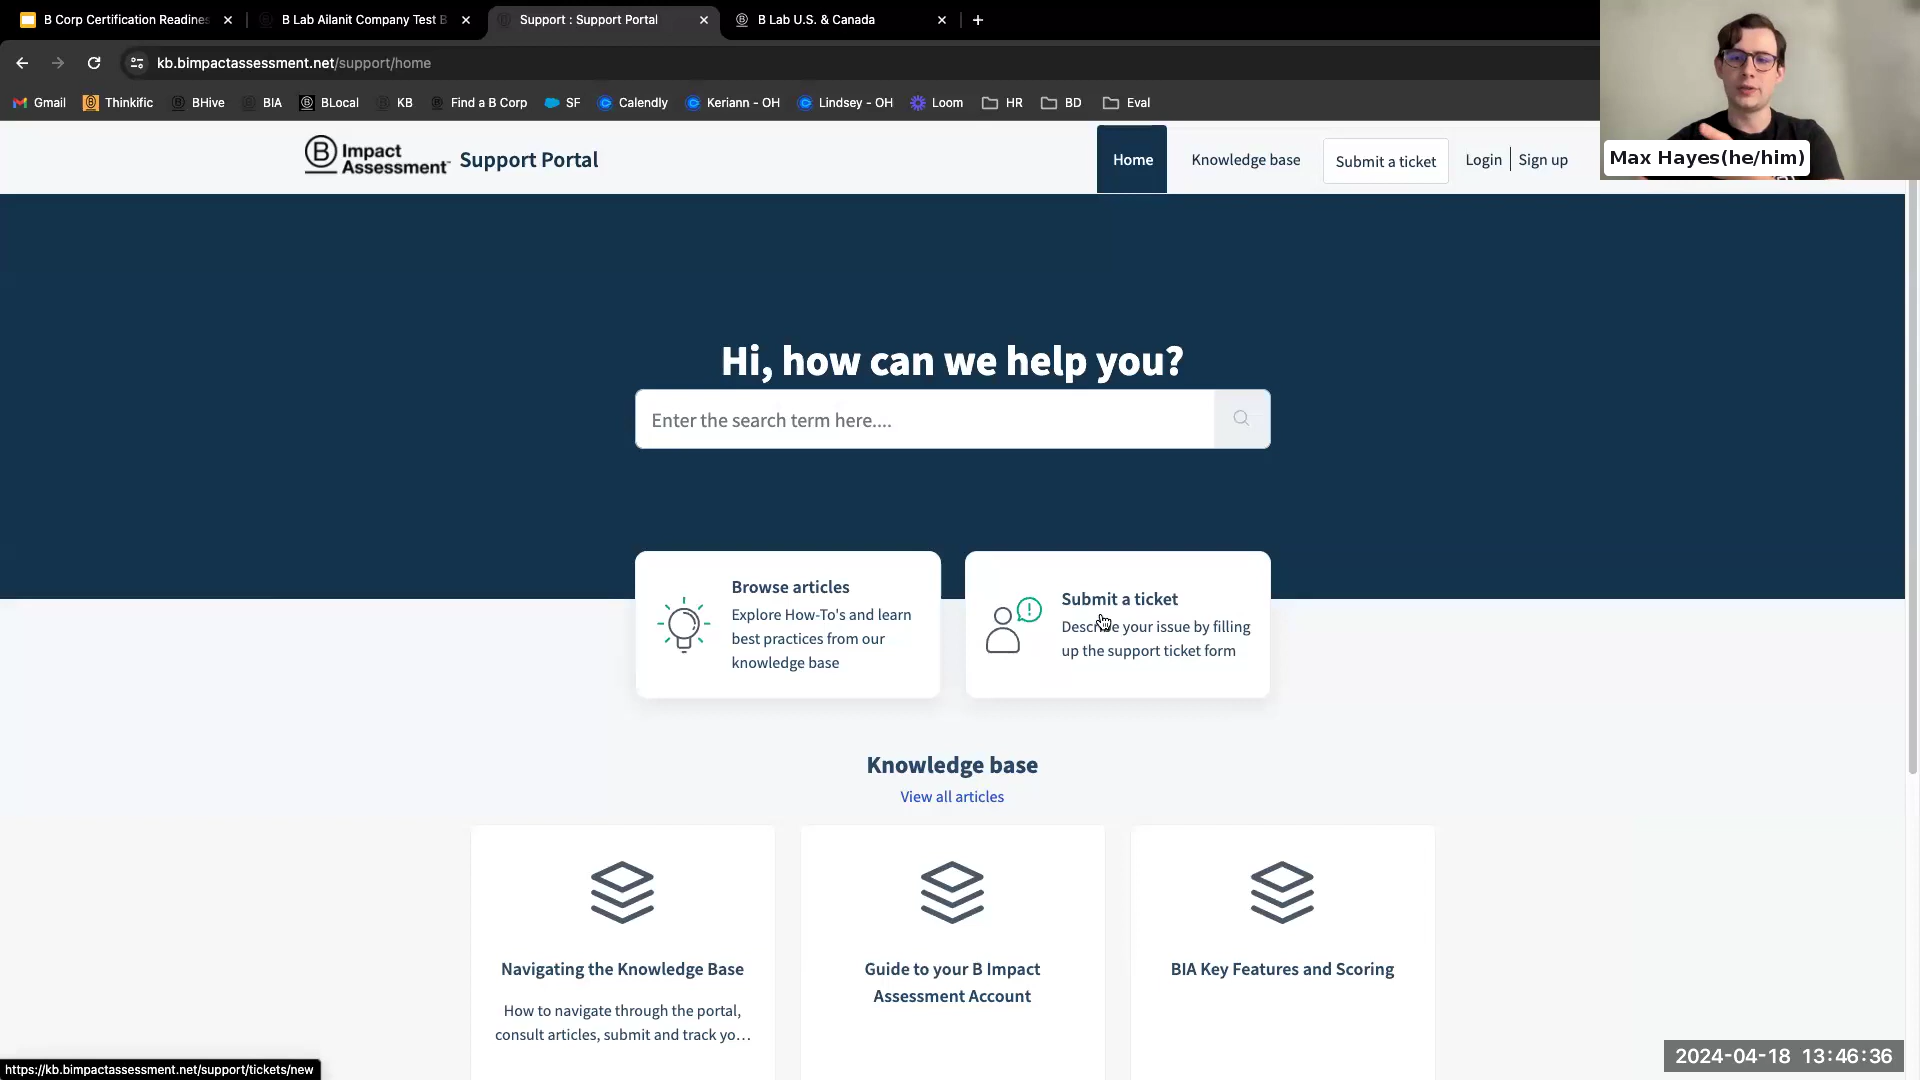 B Corp Certification Readines
B Lab Ailanit Company Test B
Support : Support Portal
B Lab U.S. & Canada
kb.bimpactassessment.net/support/home
Gmail
Thinkific
BHive
BIA
BLocal
KB
Find a B Corp
SF
Calendly
Keriann - OH
Lindsey - OH
Loom
HR
BD
Eval
Max Hayes(he/him)
B Impact
Assessment
Support Portal
Home
Knowledge base
Submit a ticket
Login
Sign up
Hi, how can we help you?
Enter the search term here....
Browse articles
Explore How-To's and learn
best practices from our
knowledge base
Submit a ticket
Describe your issue by filling
up the support ticket form
Knowledge base
View all articles
Navigating the Knowledge Base
How to navigate through the portal,
consult articles, submit and track yo...
Guide to your B Impact
Assessment Account
BIA Key Features and Scoring
https://kb.bimpactassessment.net/support/tickets/new
2024-04-18 13:46:36